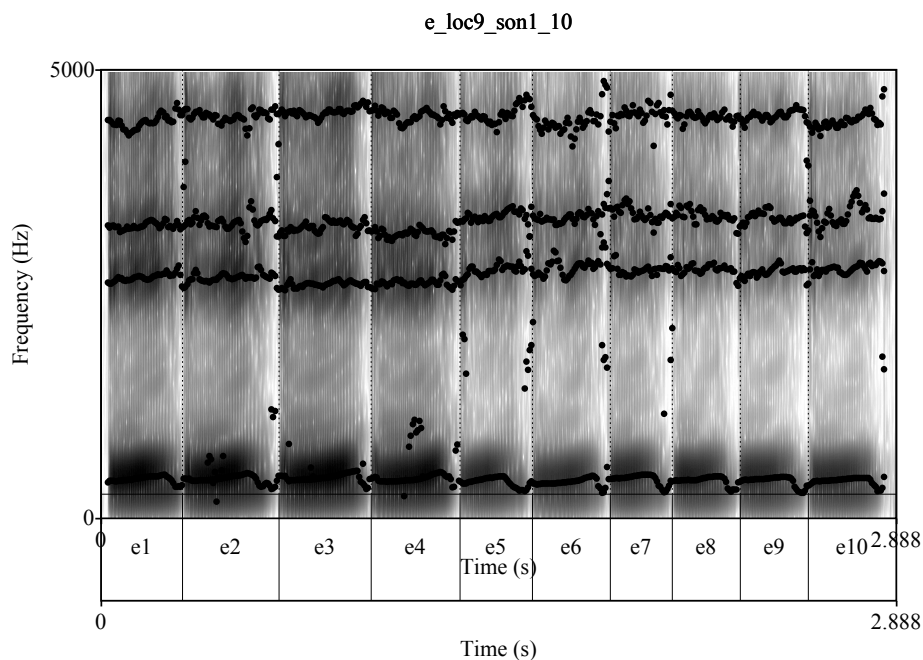 e_loc9_son1_10
5000
Frequency (Hz)
0
0 2.888
e1 e2 e3 e4 e5 e6 e7 e8 e9 e10
Time (s)
0 2.888
Time (s)